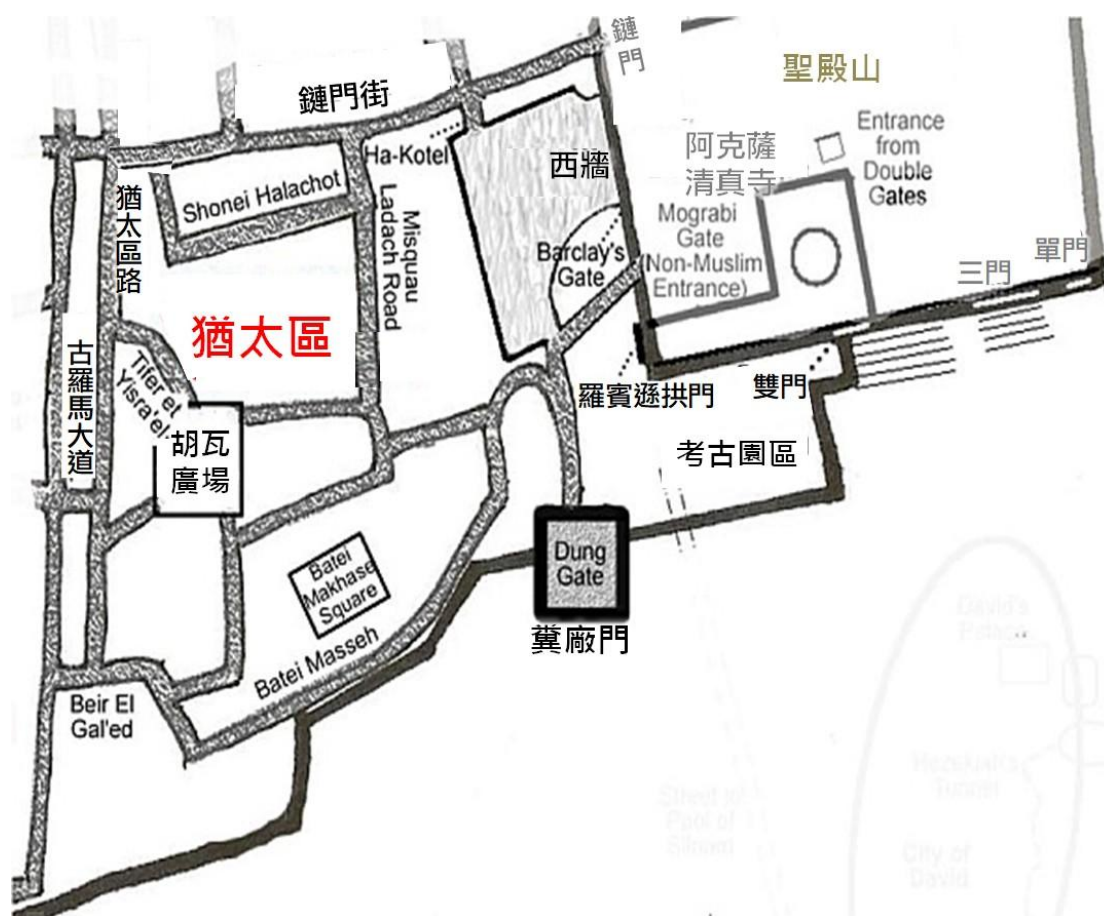 鏈門
聖殿山
鏈門街
Entrance
from
Double
Gates
阿克薩
清真寺
Ha-Kotel
西牆
Shonei Halachot
猶太區路
Misquau
Ladach Road
Mograbi
Gate
(Non-Muslim
Entrance)
Barclay's
Gate
三門
單門
猶太區
古羅馬大道
Tifer et
Yisra'el
胡瓦
廣場
羅賓遜拱門
雙門
考古園區
Dung
Gate
糞廠門
Batei
Makhase
Square
Batei Masseh
Beir El
Gal'ed
David's
Palace
Hezekiah's
Tunnel
Street to
Pool of
Siloam
City of
David